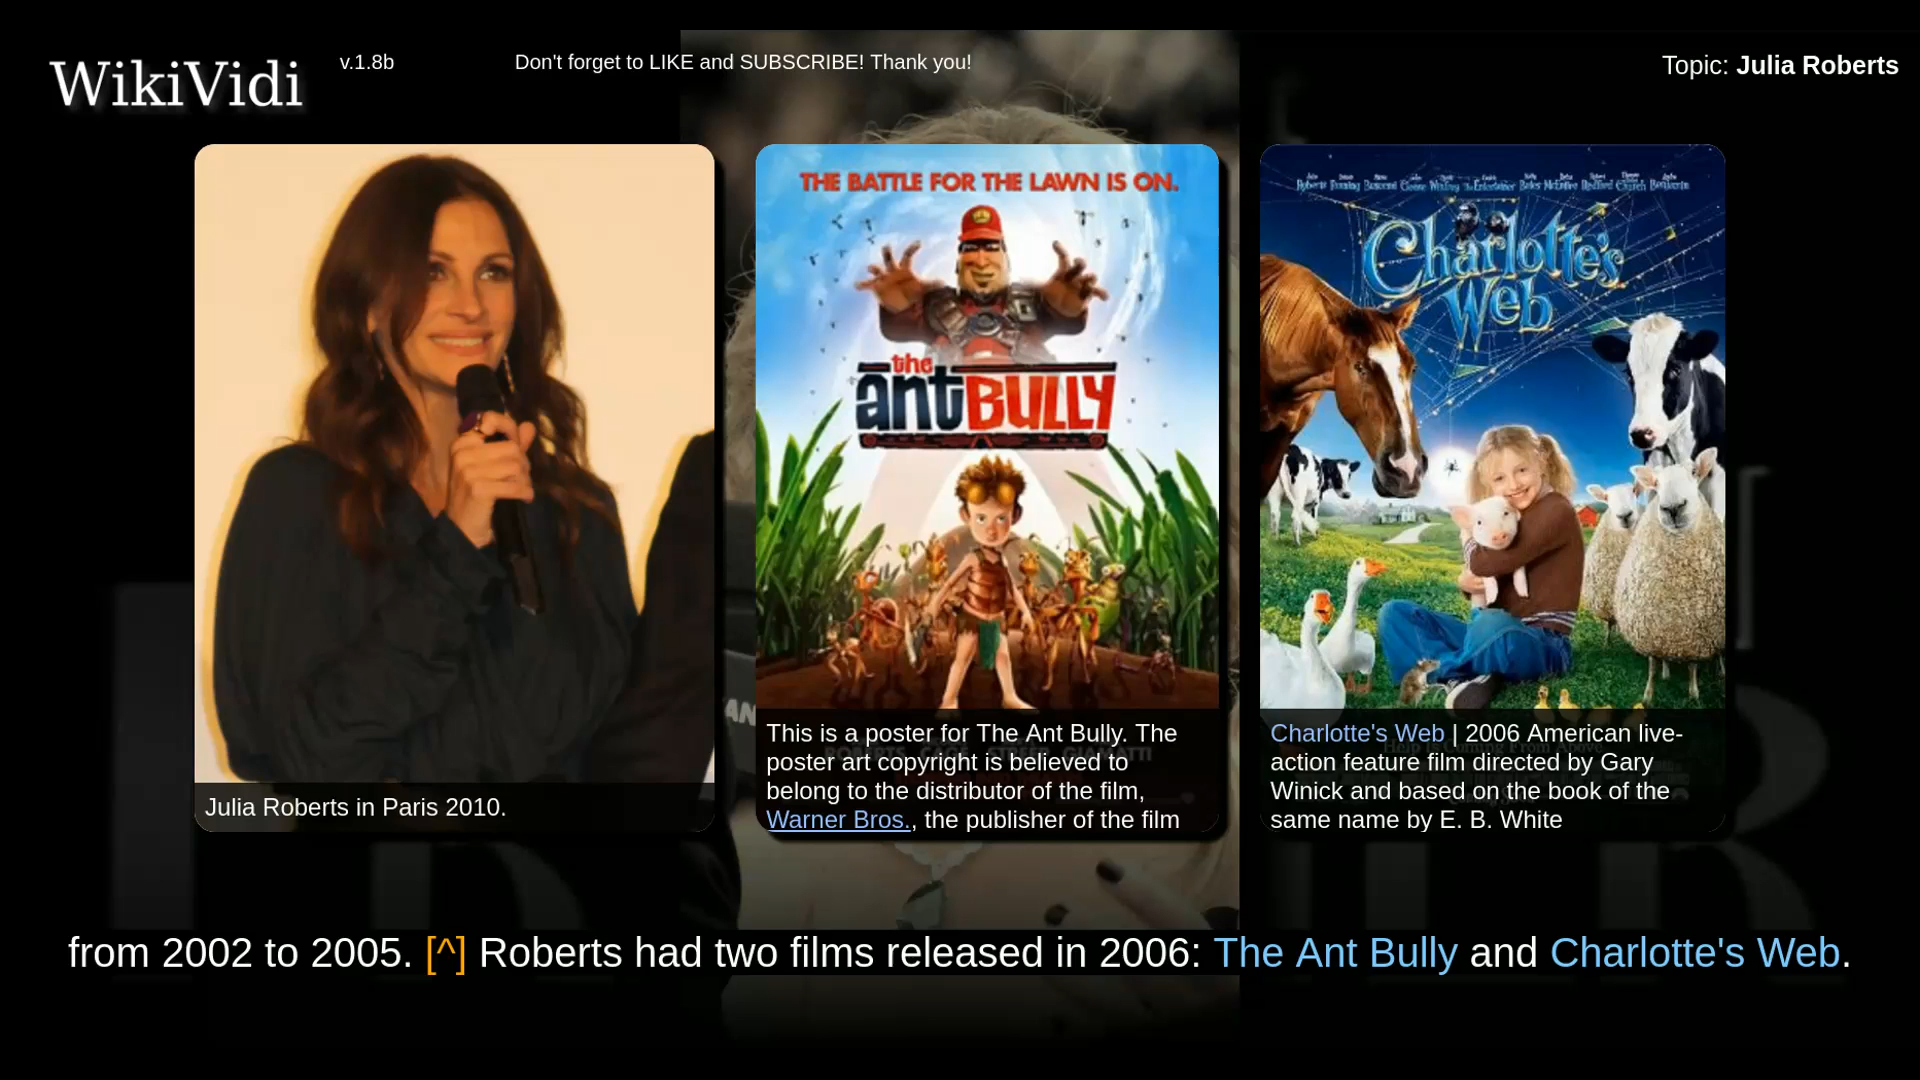 WikiVidi
v.1.8b
Don't forget to LIKE and SUBSCRIBE! Thank you!
Topic: Julia Roberts
THE BATTLE FOR THE LAWN IS ON.
the
antBULLY
Charlotte's
Web
Julia Roberts in Paris 2010.
This is a poster for The Ant Bully. The
poster art copyright is believed to
belong to the distributor of the film,
Warner Bros., the publisher of the film
Charlotte's Web | 2006 American live-
action feature film directed by Gary
Winick and based on the book of the
same name by E. B. White
from 2002 to 2005. [^] Roberts had two films released in 2006: The Ant Bully and Charlotte's Web.